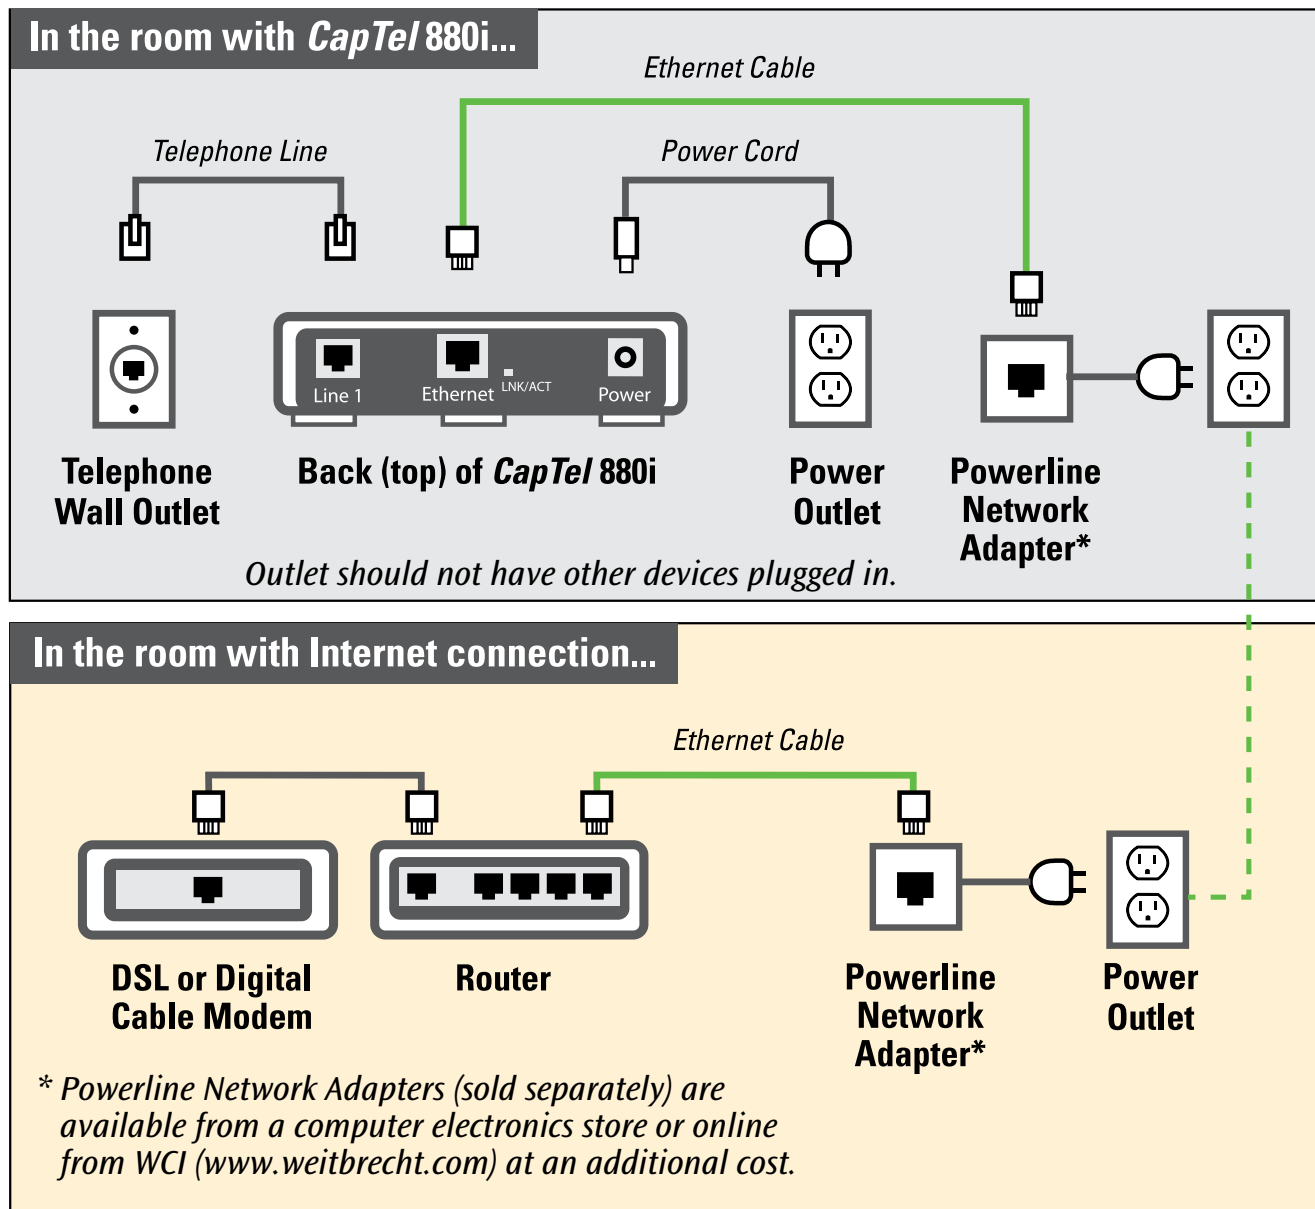 In the room with CapTel 880i...
Ethernet Cable
Telephone Line
Power Cord
Line 1
Ethernet
LNK/ACT
Power
Telephone
Wall Outlet
Back (top) of CapTel 880i
Power
Outlet
Powerline
Network
Adapter*
Outlet should not have other devices plugged in.
In the room with Internet connection...
Ethernet Cable
DSL or Digital
Cable Modem
Router
Powerline
Network
Adapter*
Power
Outlet
* Powerline Network Adapters (sold separately) are
available from a computer electronics store or online
from WCI (www.weitbrecht.com) at an additional cost.